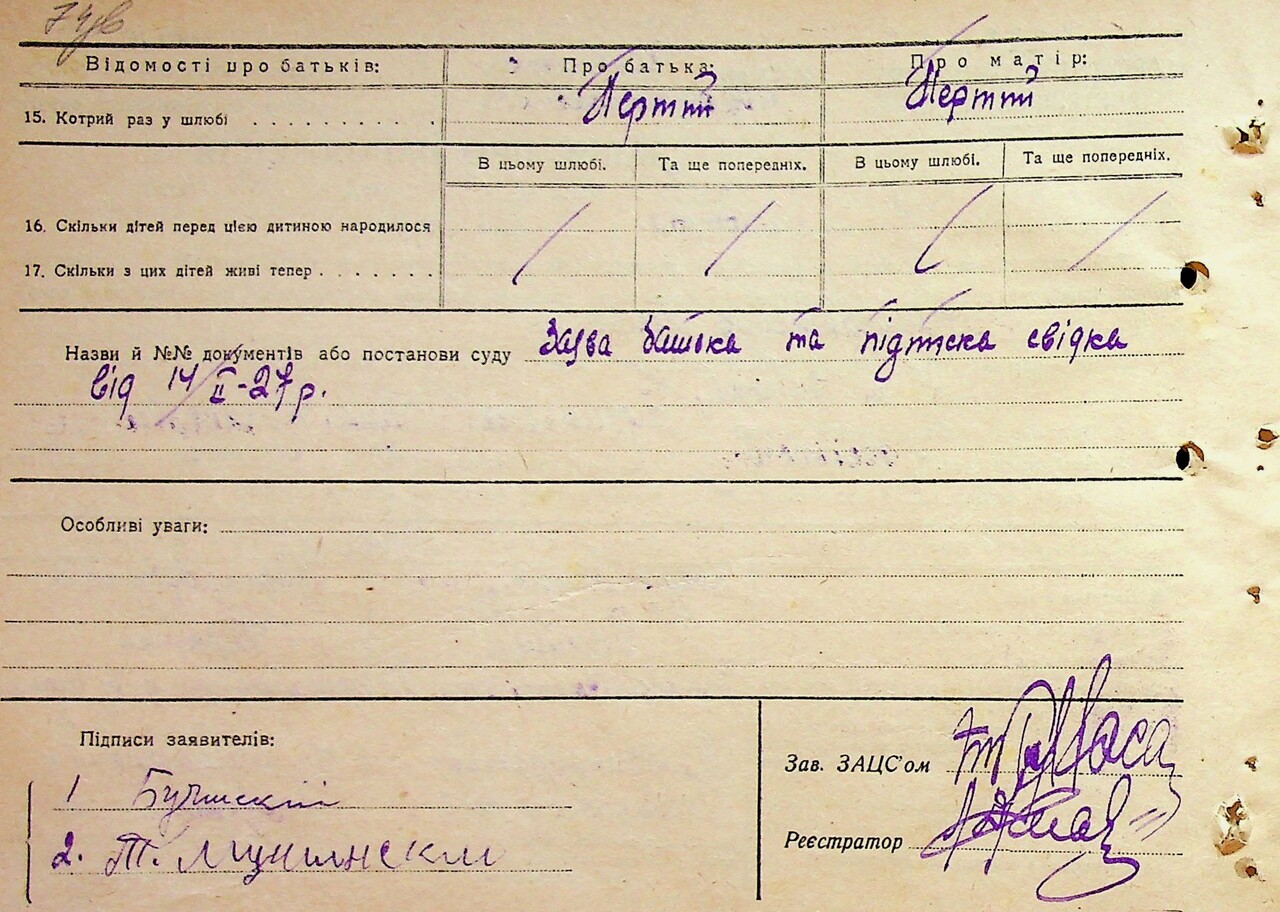 74зв
Відомості про батьків: Про батька: Про матір:
15. Котрий раз у шлюбі Перший Перший
В цьому шлюбі. Та ще попередніх. В цьому шлюбі. Та ще попередніх.
16. Скільки дітей перед цією дитиною народилося
17. Скільки з цих дітей живі тепер
Назви й №№ документів або постанови суду Заява батька та підписка свідка
від 14/II-27р.
Особливі уваги:
Підписи заявителів:
Зав. ЗАЦС'ом
1
Реєстратор
2. Т.